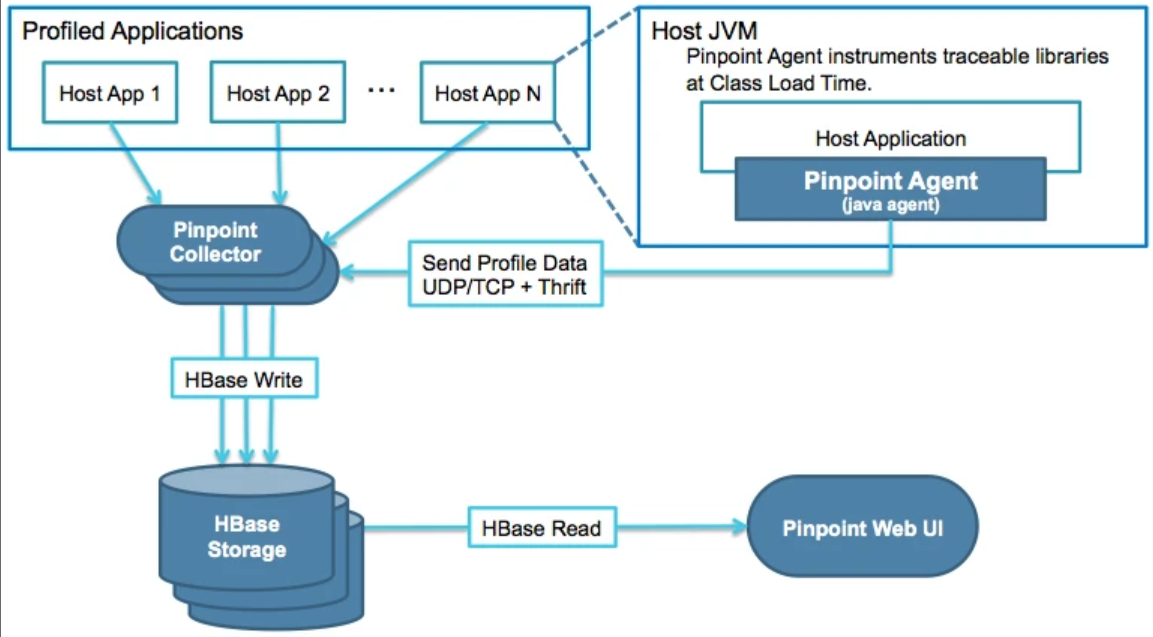 Profiled Applications
Host App 1
Host App 2
...
Host App N
Host JVM
Pinpoint Agent instruments traceable libraries
at Class Load Time.
Host Application
Pinpoint Agent
(java agent)
Pinpoint
Collector
Send Profile Data
UDP/TCP + Thrift
HBase Write
HBase
Storage
HBase Read
Pinpoint Web UI